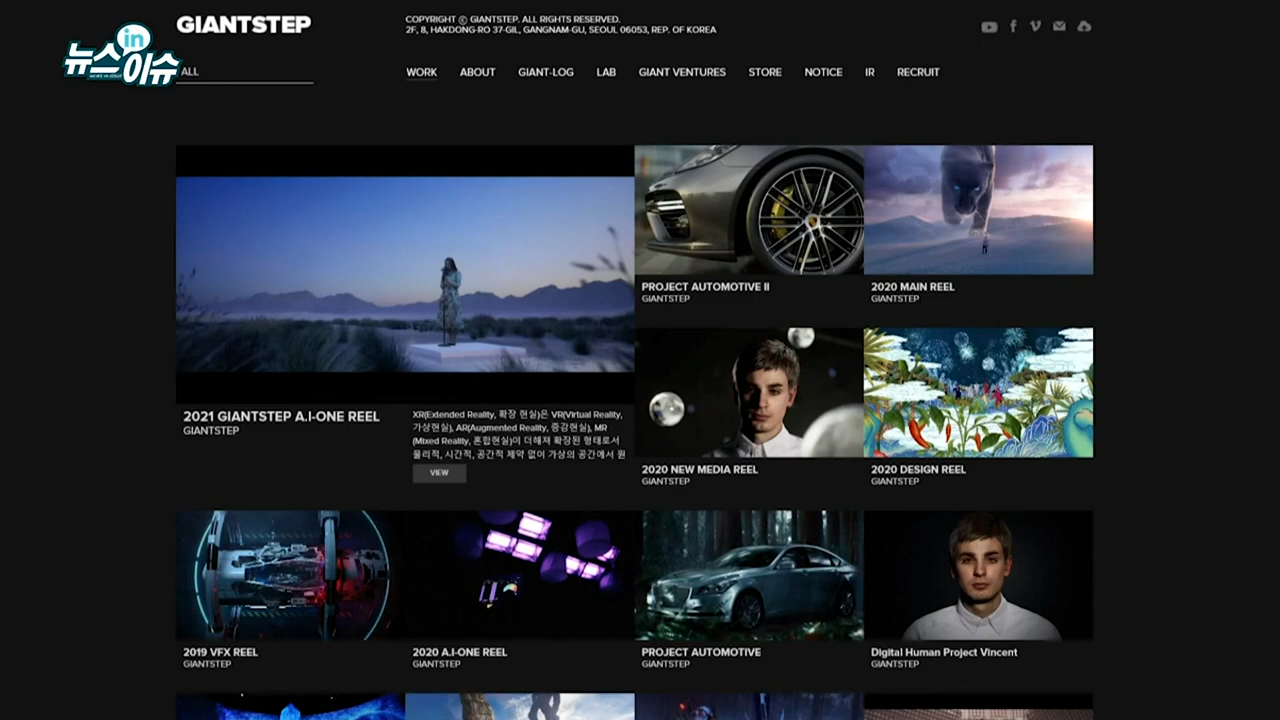 GIANTSTEP
COPYRIGHT ⓒ GIANTSTEP. ALL RIGHTS RESERVED.
2F, 8, HAKDONG-RO 37-GIL, GANGNAM-GU, SEOUL 06053, REP. OF KOREA
뉴스in이슈
NEWS IN ISSUE
ALL
WORK ABOUT GIANT-LOG LAB GIANT VENTURES STORE NOTICE IR RECRUIT
PROJECT AUTOMOTIVE II
GIANTSTEP
2020 MAIN REEL
GIANTSTEP
2021 GIANTSTEP A.I-ONE REEL
GIANTSTEP
XR(Extended Reality, 확장 현실)은 VR(Virtual Reality,
가상현실), AR(Augmented Reality, 증강현실), MR
(Mixed Reality, 혼합현실)이 더해져 확장된 형태로서
물리적, 시간적, 공간적 제약 없이 가상의 공간에서 원
VIEW
2020 NEW MEDIA REEL
GIANTSTEP
2020 DESIGN REEL
GIANTSTEP
2019 VFX REEL
GIANTSTEP
2020 A.I-ONE REEL
GIANTSTEP
PROJECT AUTOMOTIVE
GIANTSTEP
Digital Human Project Vincent
GIANTSTEP